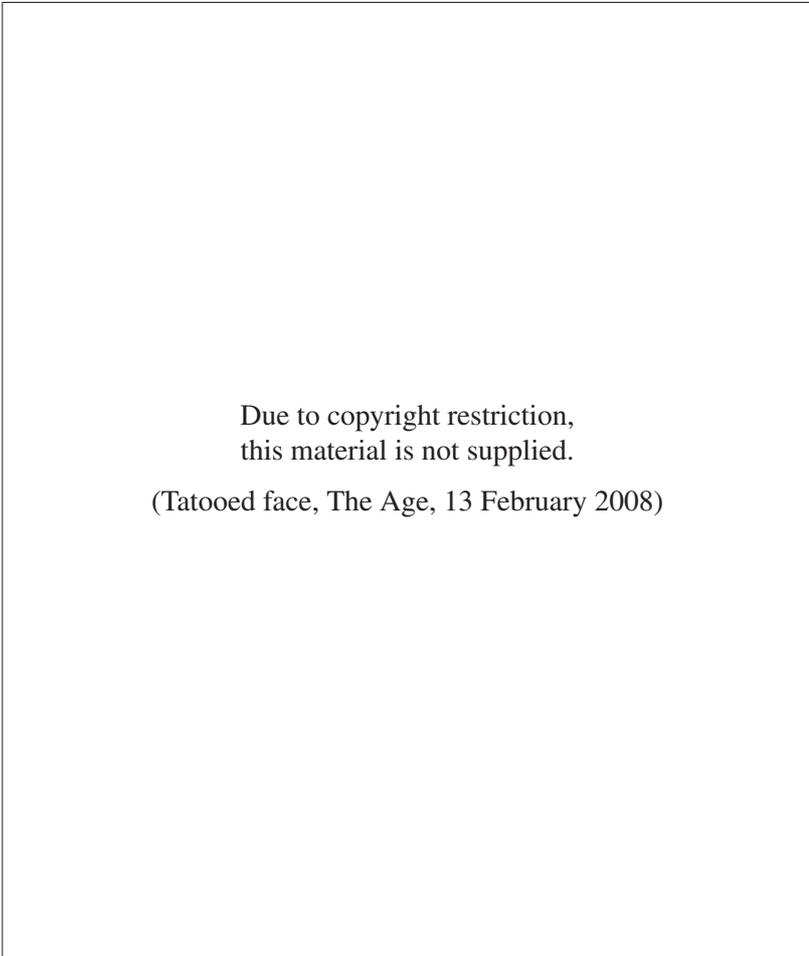 Due to copyright restriction,
this material is not supplied.
(Tatooed face, The Age, 13 February 2008)